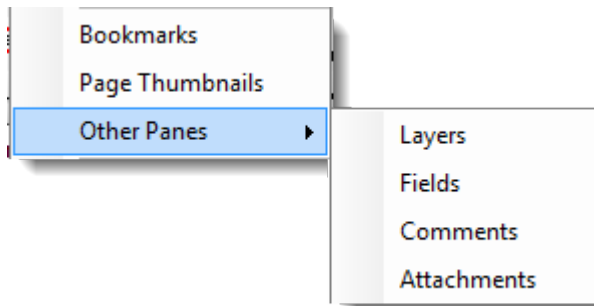 Bookmarks
Page Thumbnails
Other Panes
Layers
Fields
Comments
Attachments